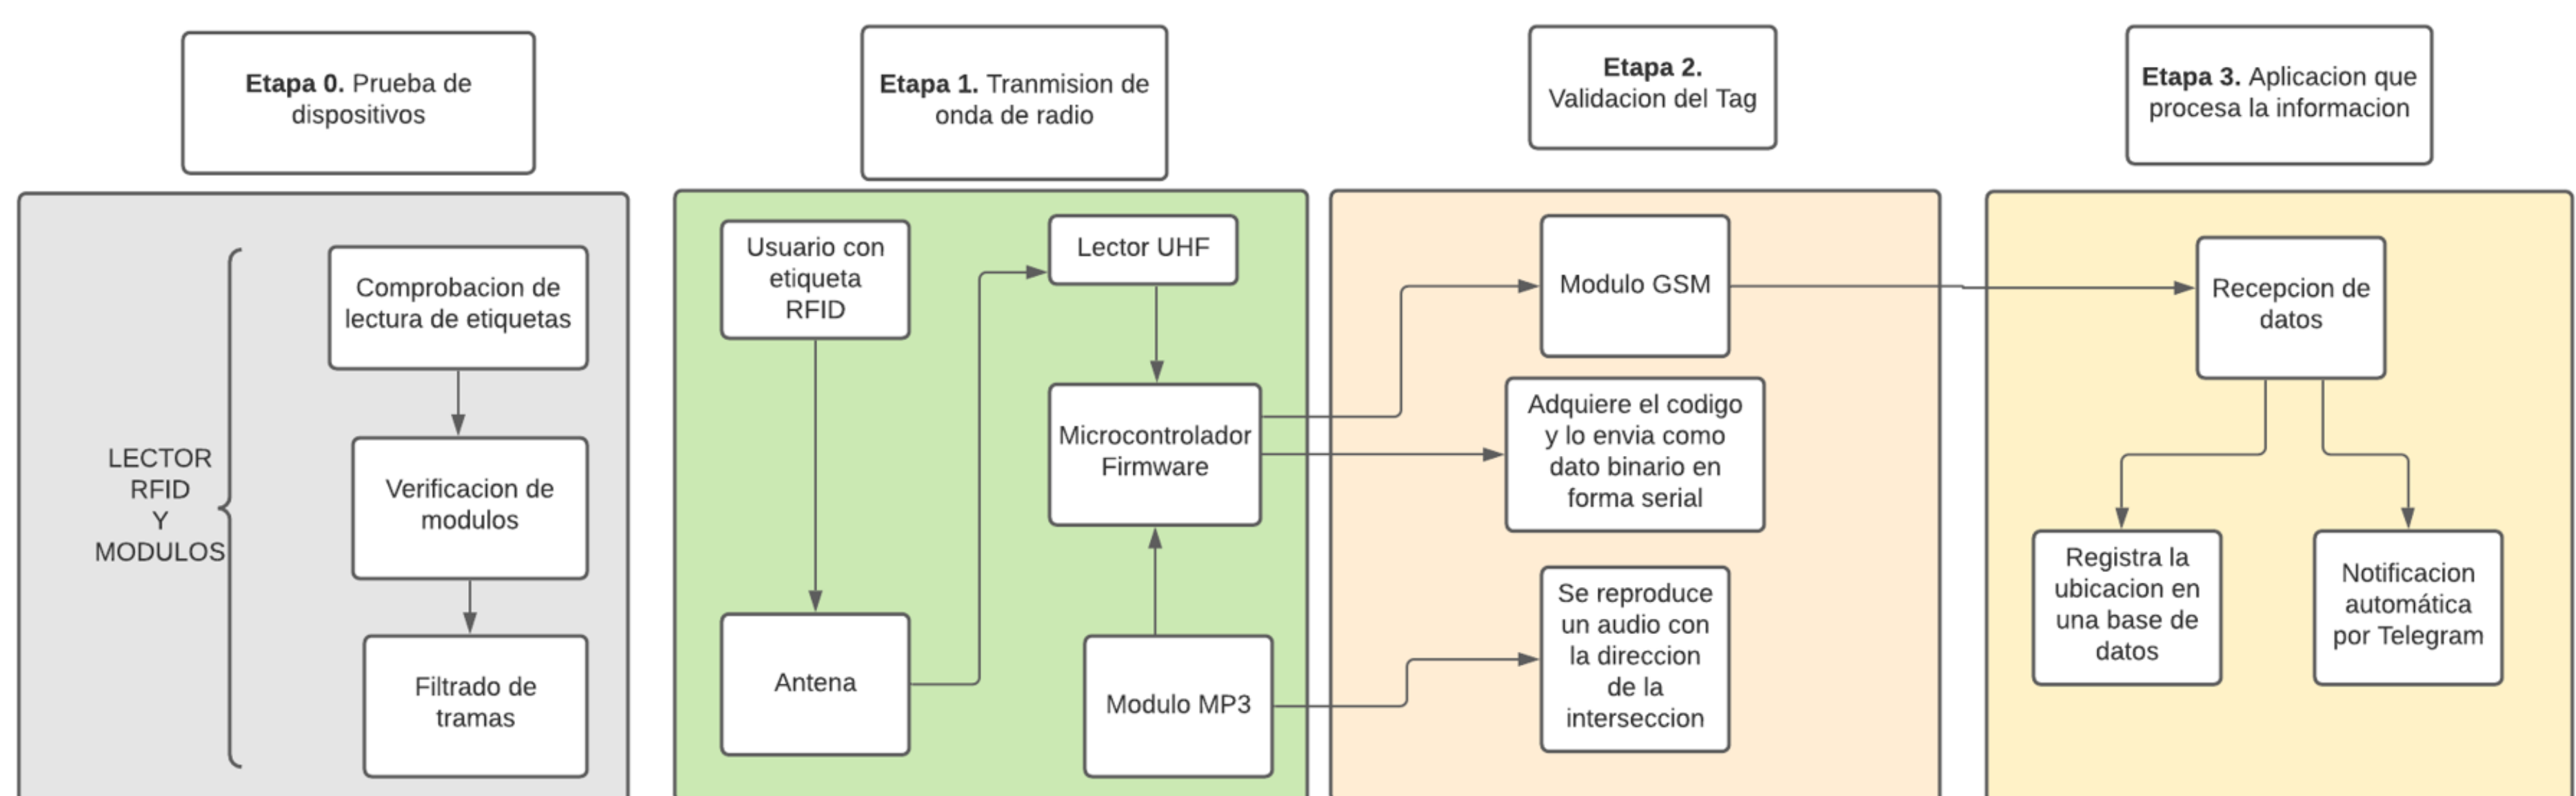 Etapa 0. Prueba de
dispositivos
Etapa 1. Tranmision de
onda de radio
Etapa 2.
Validacion del Tag
Etapa 3. Aplicacion que
procesa la informacion
LECTOR
RFID
Y
MODULOS
Comprobacion de
lectura de etiquetas
Verificacion de
modulos
Filtrado de
tramas
Usuario con
etiqueta
RFID
Antena
Lector UHF
Microcontrolador
Firmware
Modulo MP3
Modulo GSM
Adquiere el codigo
y lo envia como
dato binario en
forma serial
Se reproduce
un audio con
la direccion
de la
interseccion
Recepcion de
datos
Registra la
ubicacion en
una base de
datos
Notificacion
automática
por Telegram